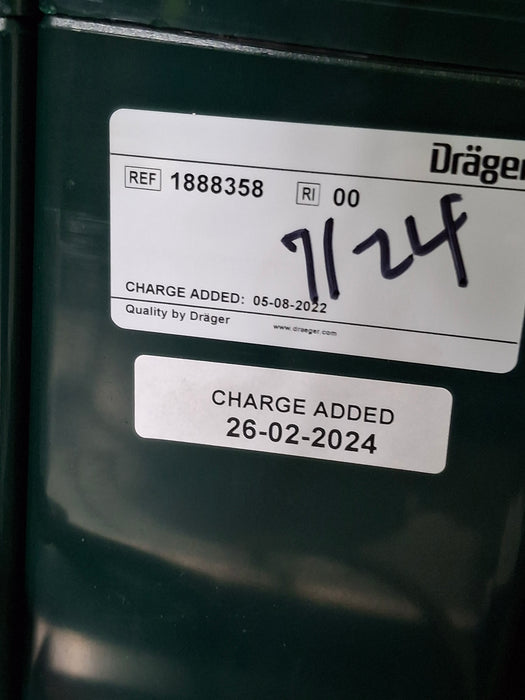 Dräger
REF 1888358 RI 00
7/24
CHARGE ADDED: 05-08-2022
Quality by Dräger www.draeger.com
CHARGE ADDED
26-02-2024